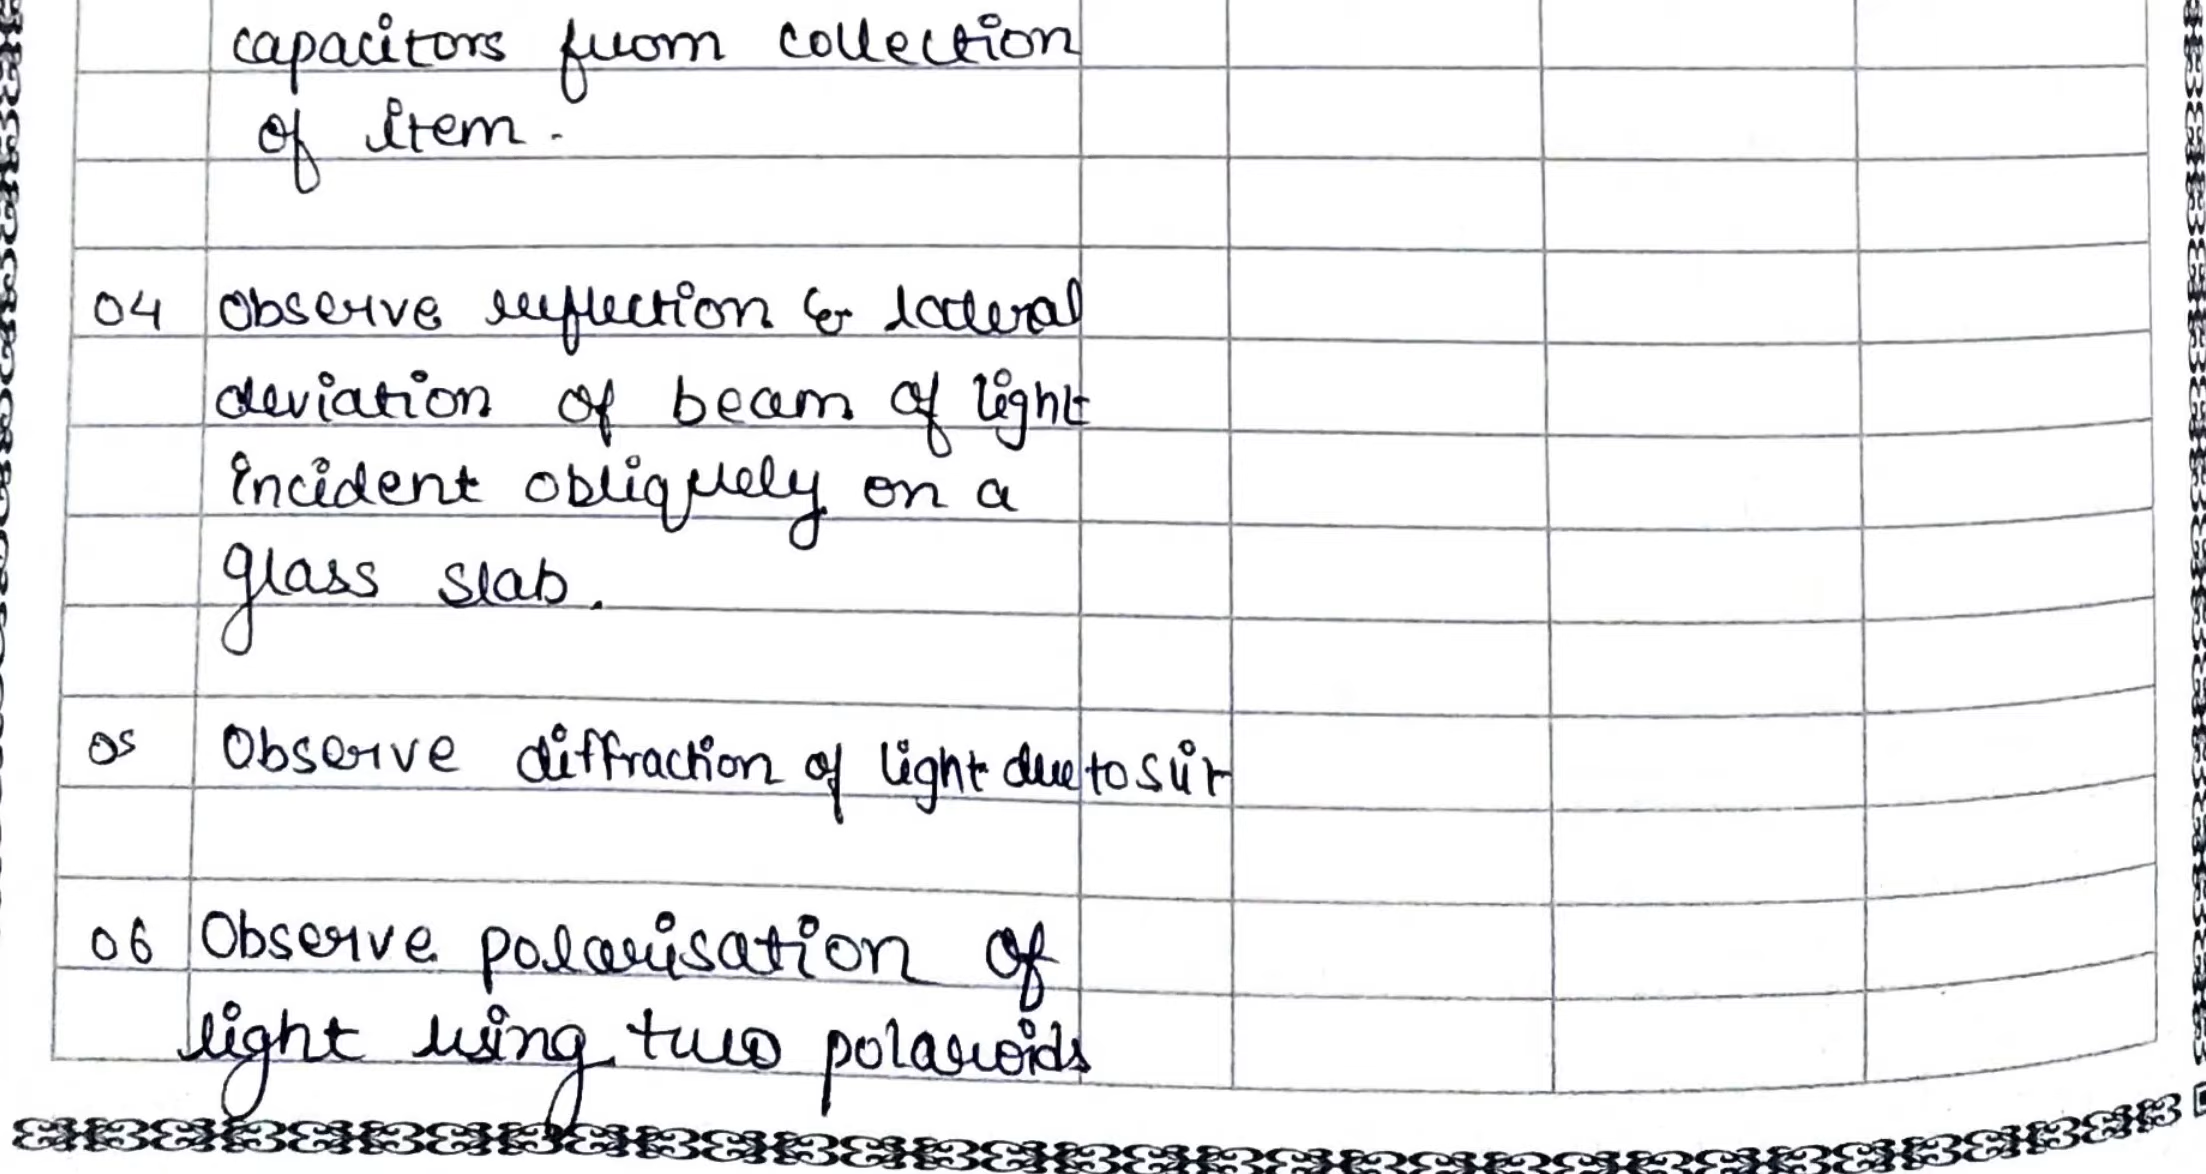 capacitors from collection
of item.
04 Observe reflection & lateral
deviation of beam of light
incident obliquely on a
glass slab.
05 Observe diffraction of light due to slit
06 Observe polarisation of
light using two polaroids